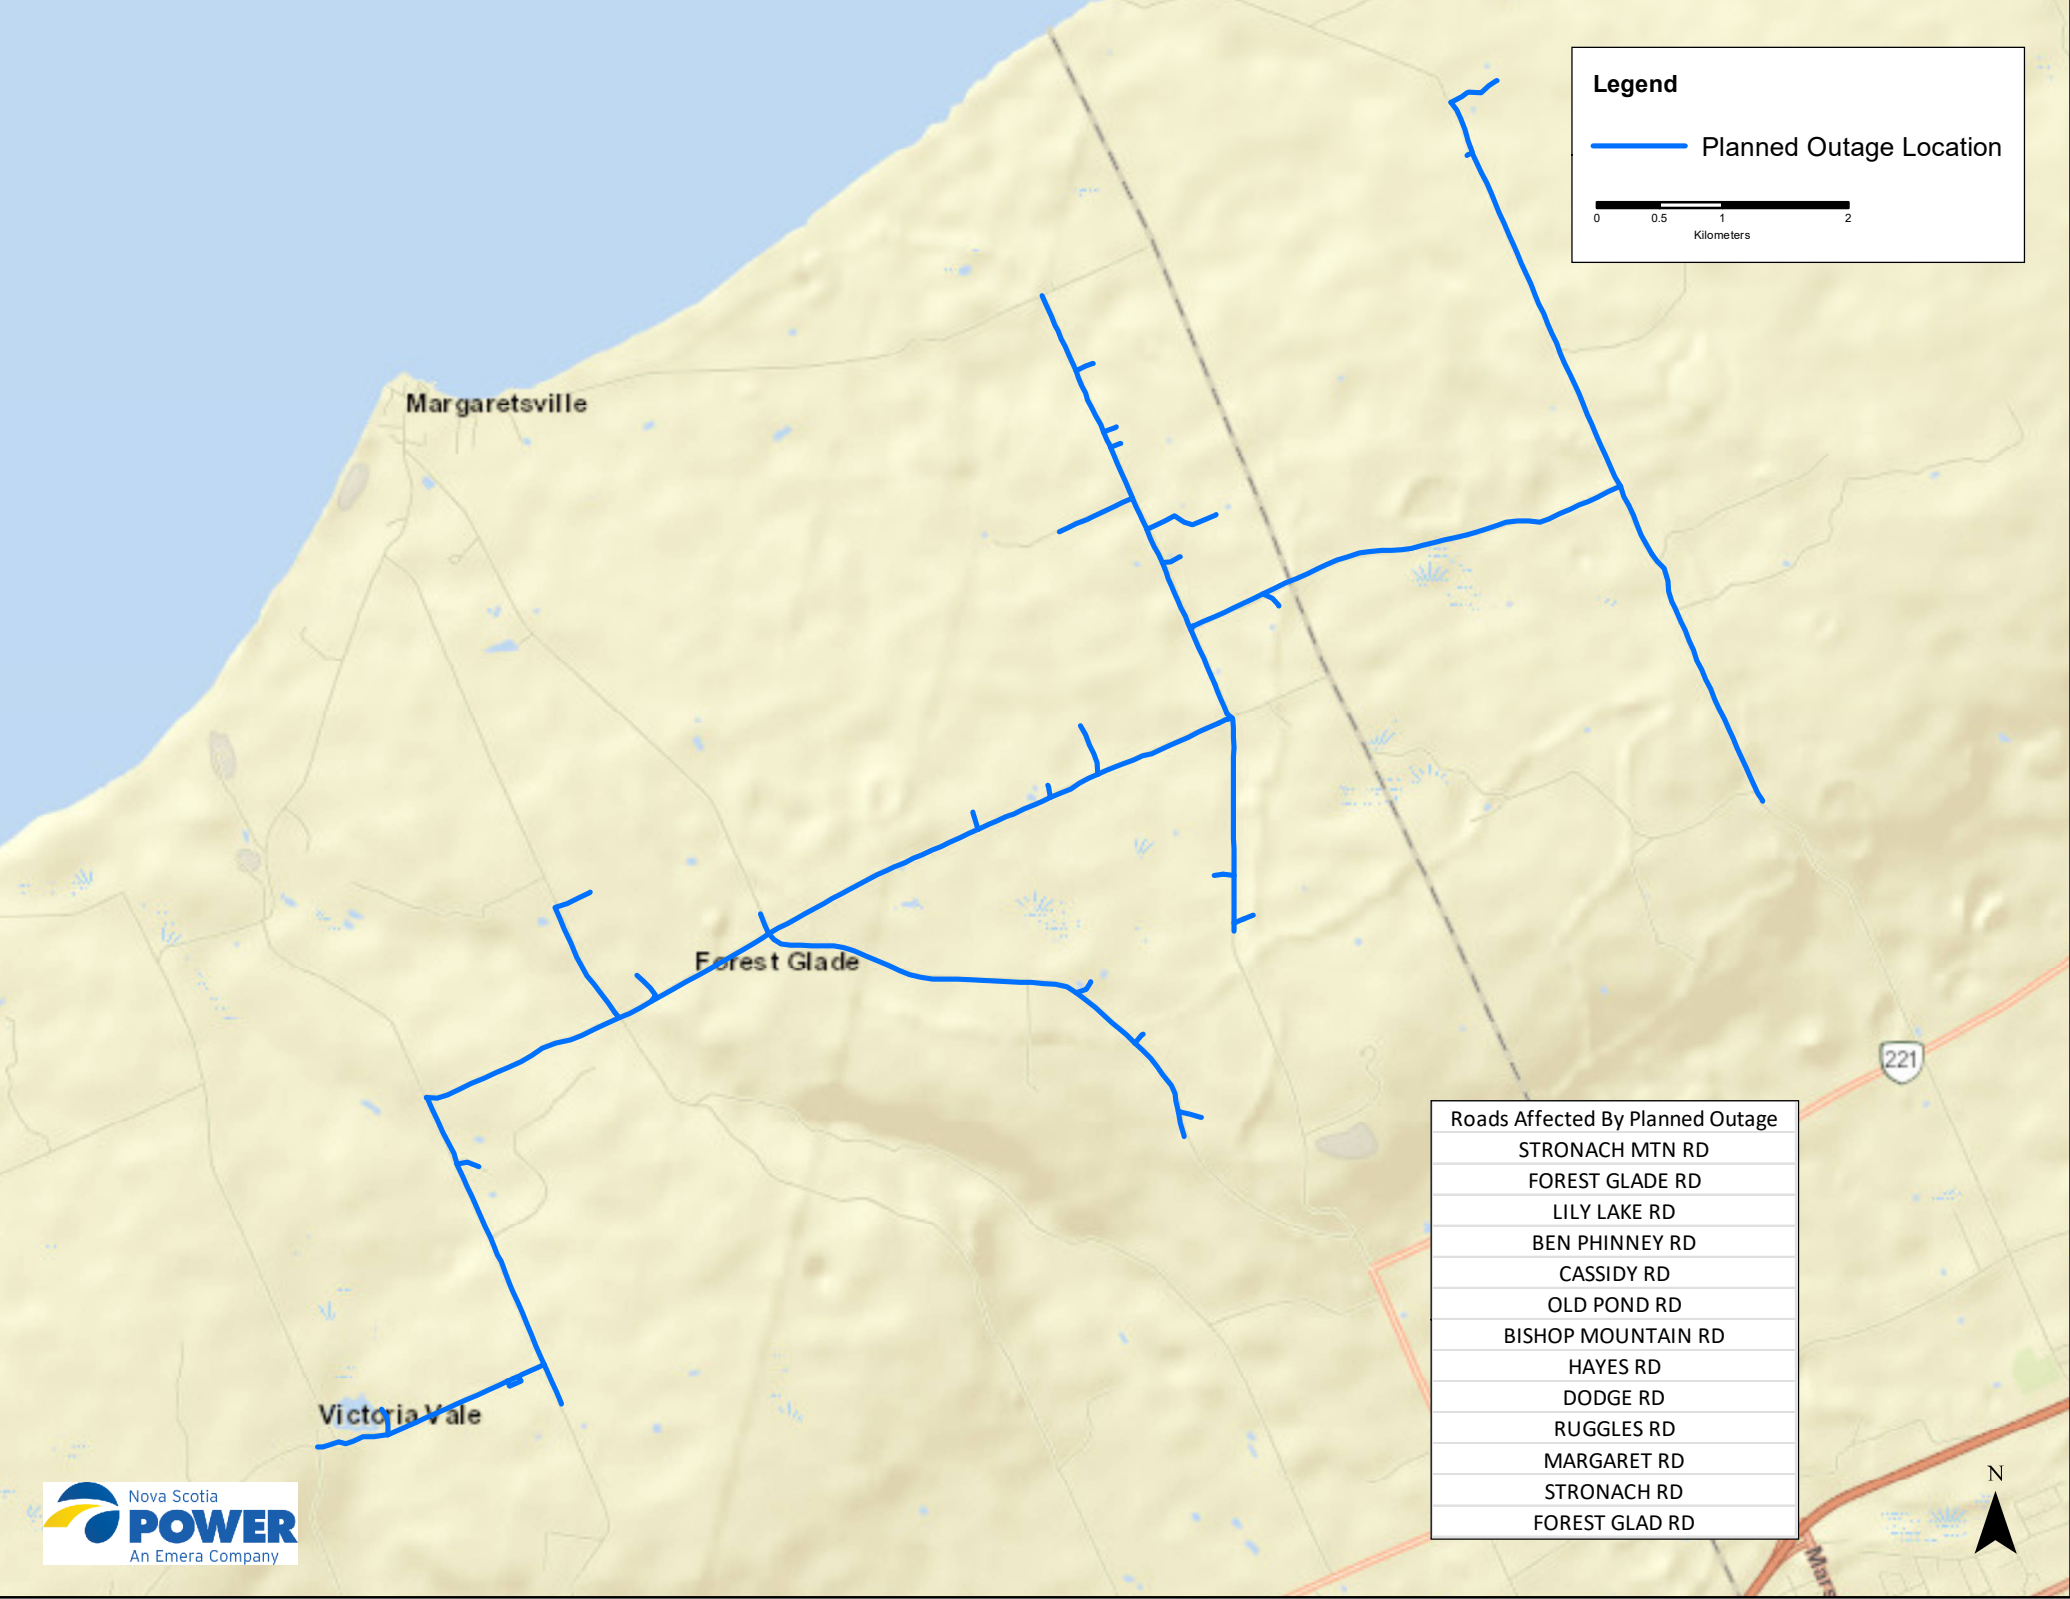 Legend
Planned Outage Location
0 0.5 1 2
Kilometers
Margaretsville
Forest Glade
221
Roads Affected By Planned Outage
STRONACH MTN RD
FOREST GLADE RD
LILY LAKE RD
BEN PHINNEY RD
CASSIDY RD
OLD POND RD
BISHOP MOUNTAIN RD
HAYES RD
DODGE RD
RUGGLES RD
MARGARET RD
STRONACH RD
FOREST GLAD RD
Victoria Vale
N
Nova Scotia
POWER
An Emera Company
Mars